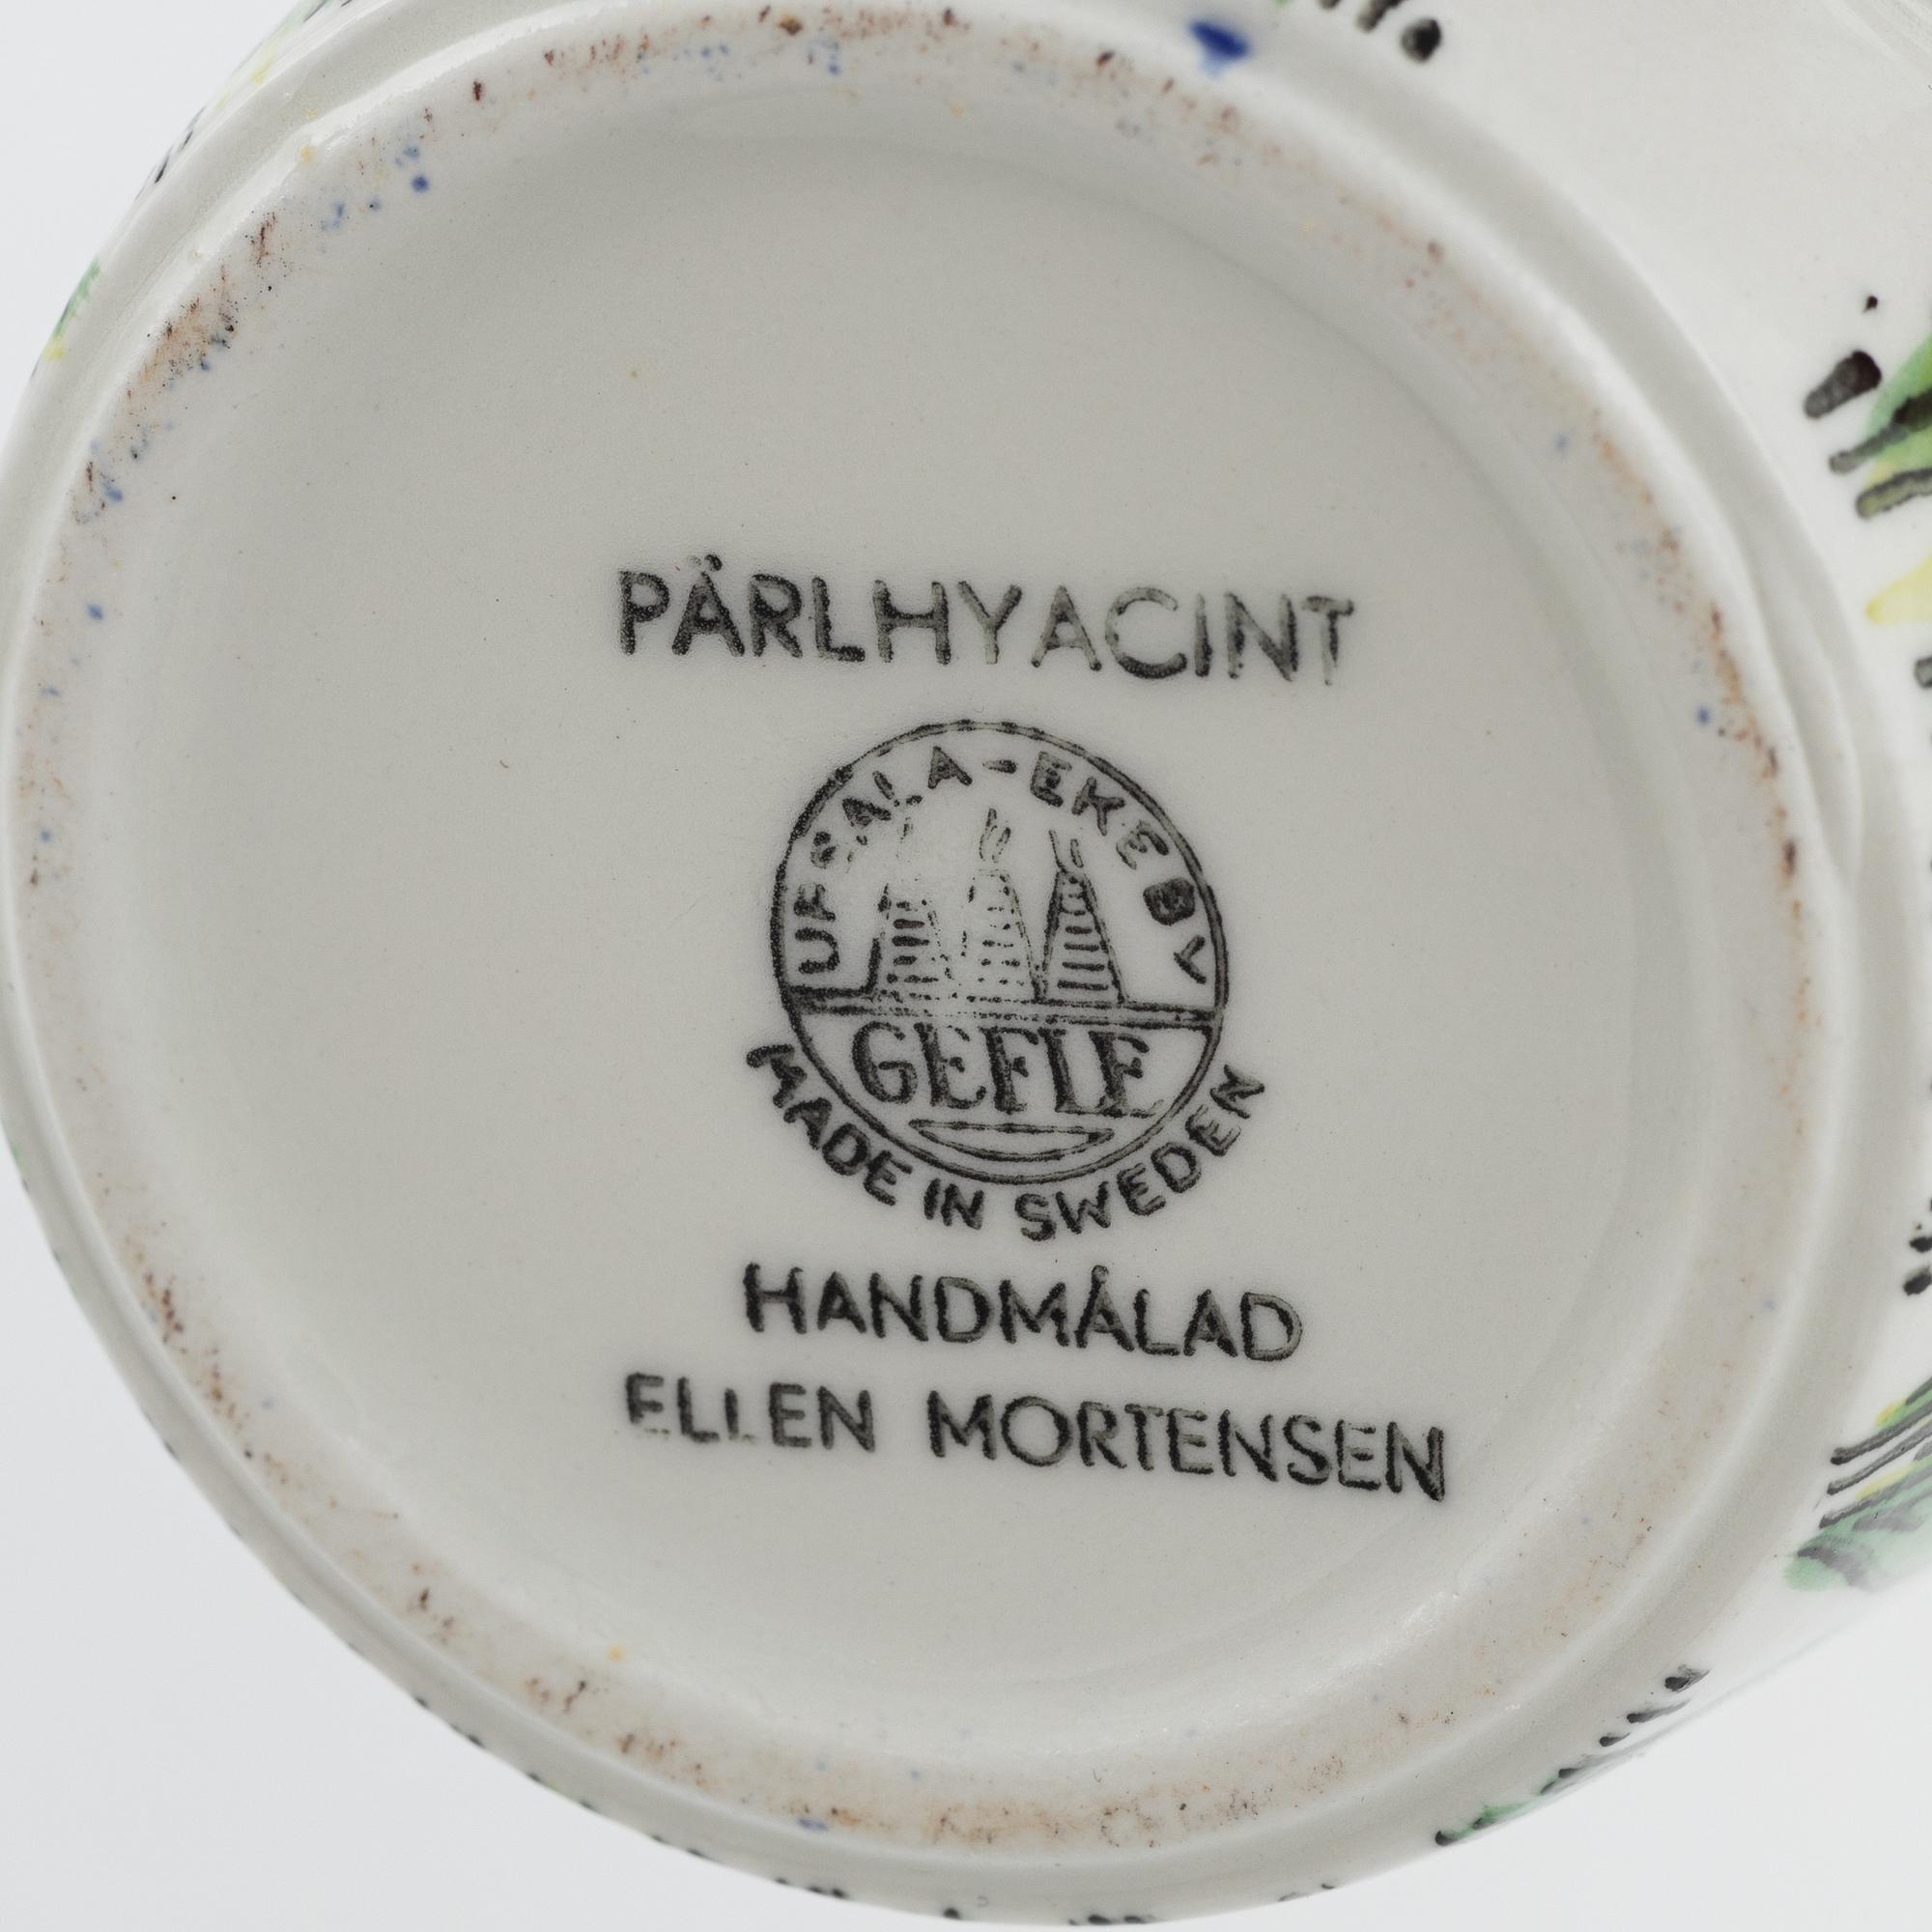 PÄRLHYACINT
UPSALA-EKEBY
GEFLE
MADE IN SWEDEN
HANDMÅLAD
ELLEN MORTENSEN